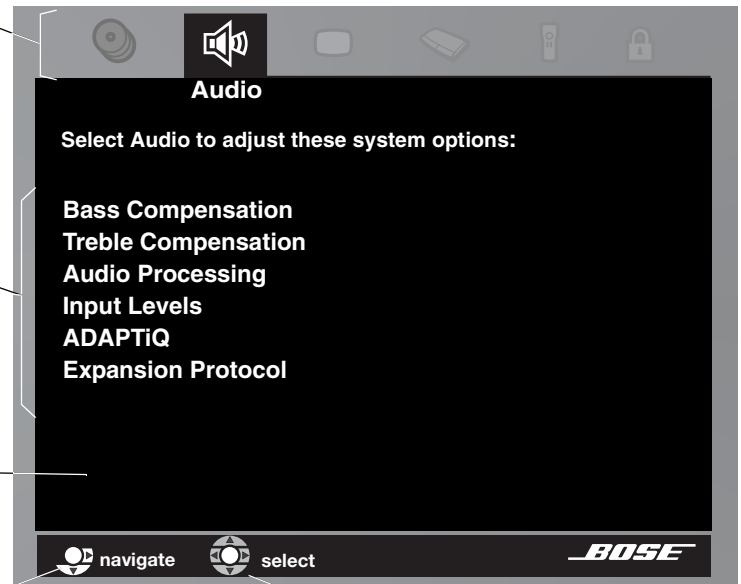 Audio
Select Audio to adjust these system options:
Bass Compensation
Treble Compensation
Audio Processing
Input Levels
ADAPTiQ
Expansion Protocol
navigate
select
BOSE